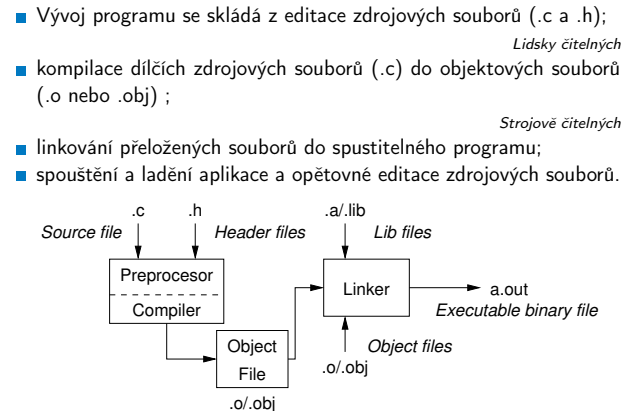 Vývoj programu se skládá z editace zdrojových souborů (.c a .h);
Lidsky čitelných
kompilace dílčích zdrojových souborů (.c) do objektových souborů
(.o nebo .obj) ;
Strojově čitelných
linkování přeložených souborů do spustitelného programu;
spouštění a ladění aplikace a opětovné editace zdrojových souborů.
.c .h .a/.lib
Source file Header files Lib files
Preprocesor
Compiler
Linker
a.out
Executable binary file
Object
File
.o/.obj
Object files
.o/.obj